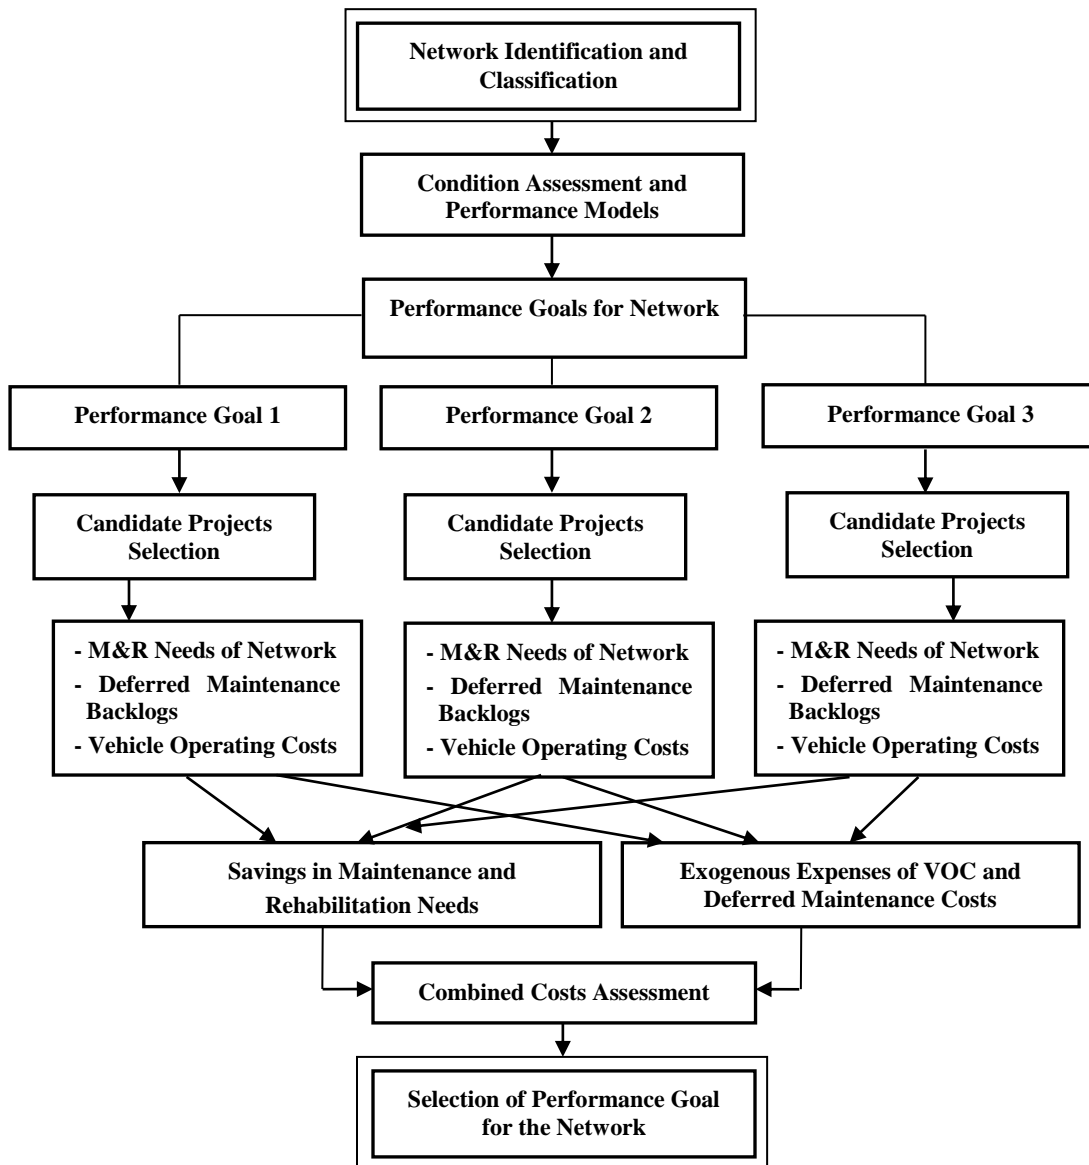 Network Identification and
Classification
Condition Assessment and
Performance Models
Performance Goals for Network
Performance Goal 1
Performance Goal 2
Performance Goal 3
Candidate Projects
Selection
Candidate Projects
Selection
Candidate Projects
Selection
- M&R Needs of Network
- Deferred Maintenance
Backlogs
- Vehicle Operating Costs
- M&R Needs of Network
- Deferred Maintenance
Backlogs
- Vehicle Operating Costs
- M&R Needs of Network
- Deferred Maintenance
Backlogs
- Vehicle Operating Costs
Savings in Maintenance and
Rehabilitation Needs
Exogenous Expenses of VOC and
Deferred Maintenance Costs
Combined Costs Assessment
Selection of Performance Goal
for the Network